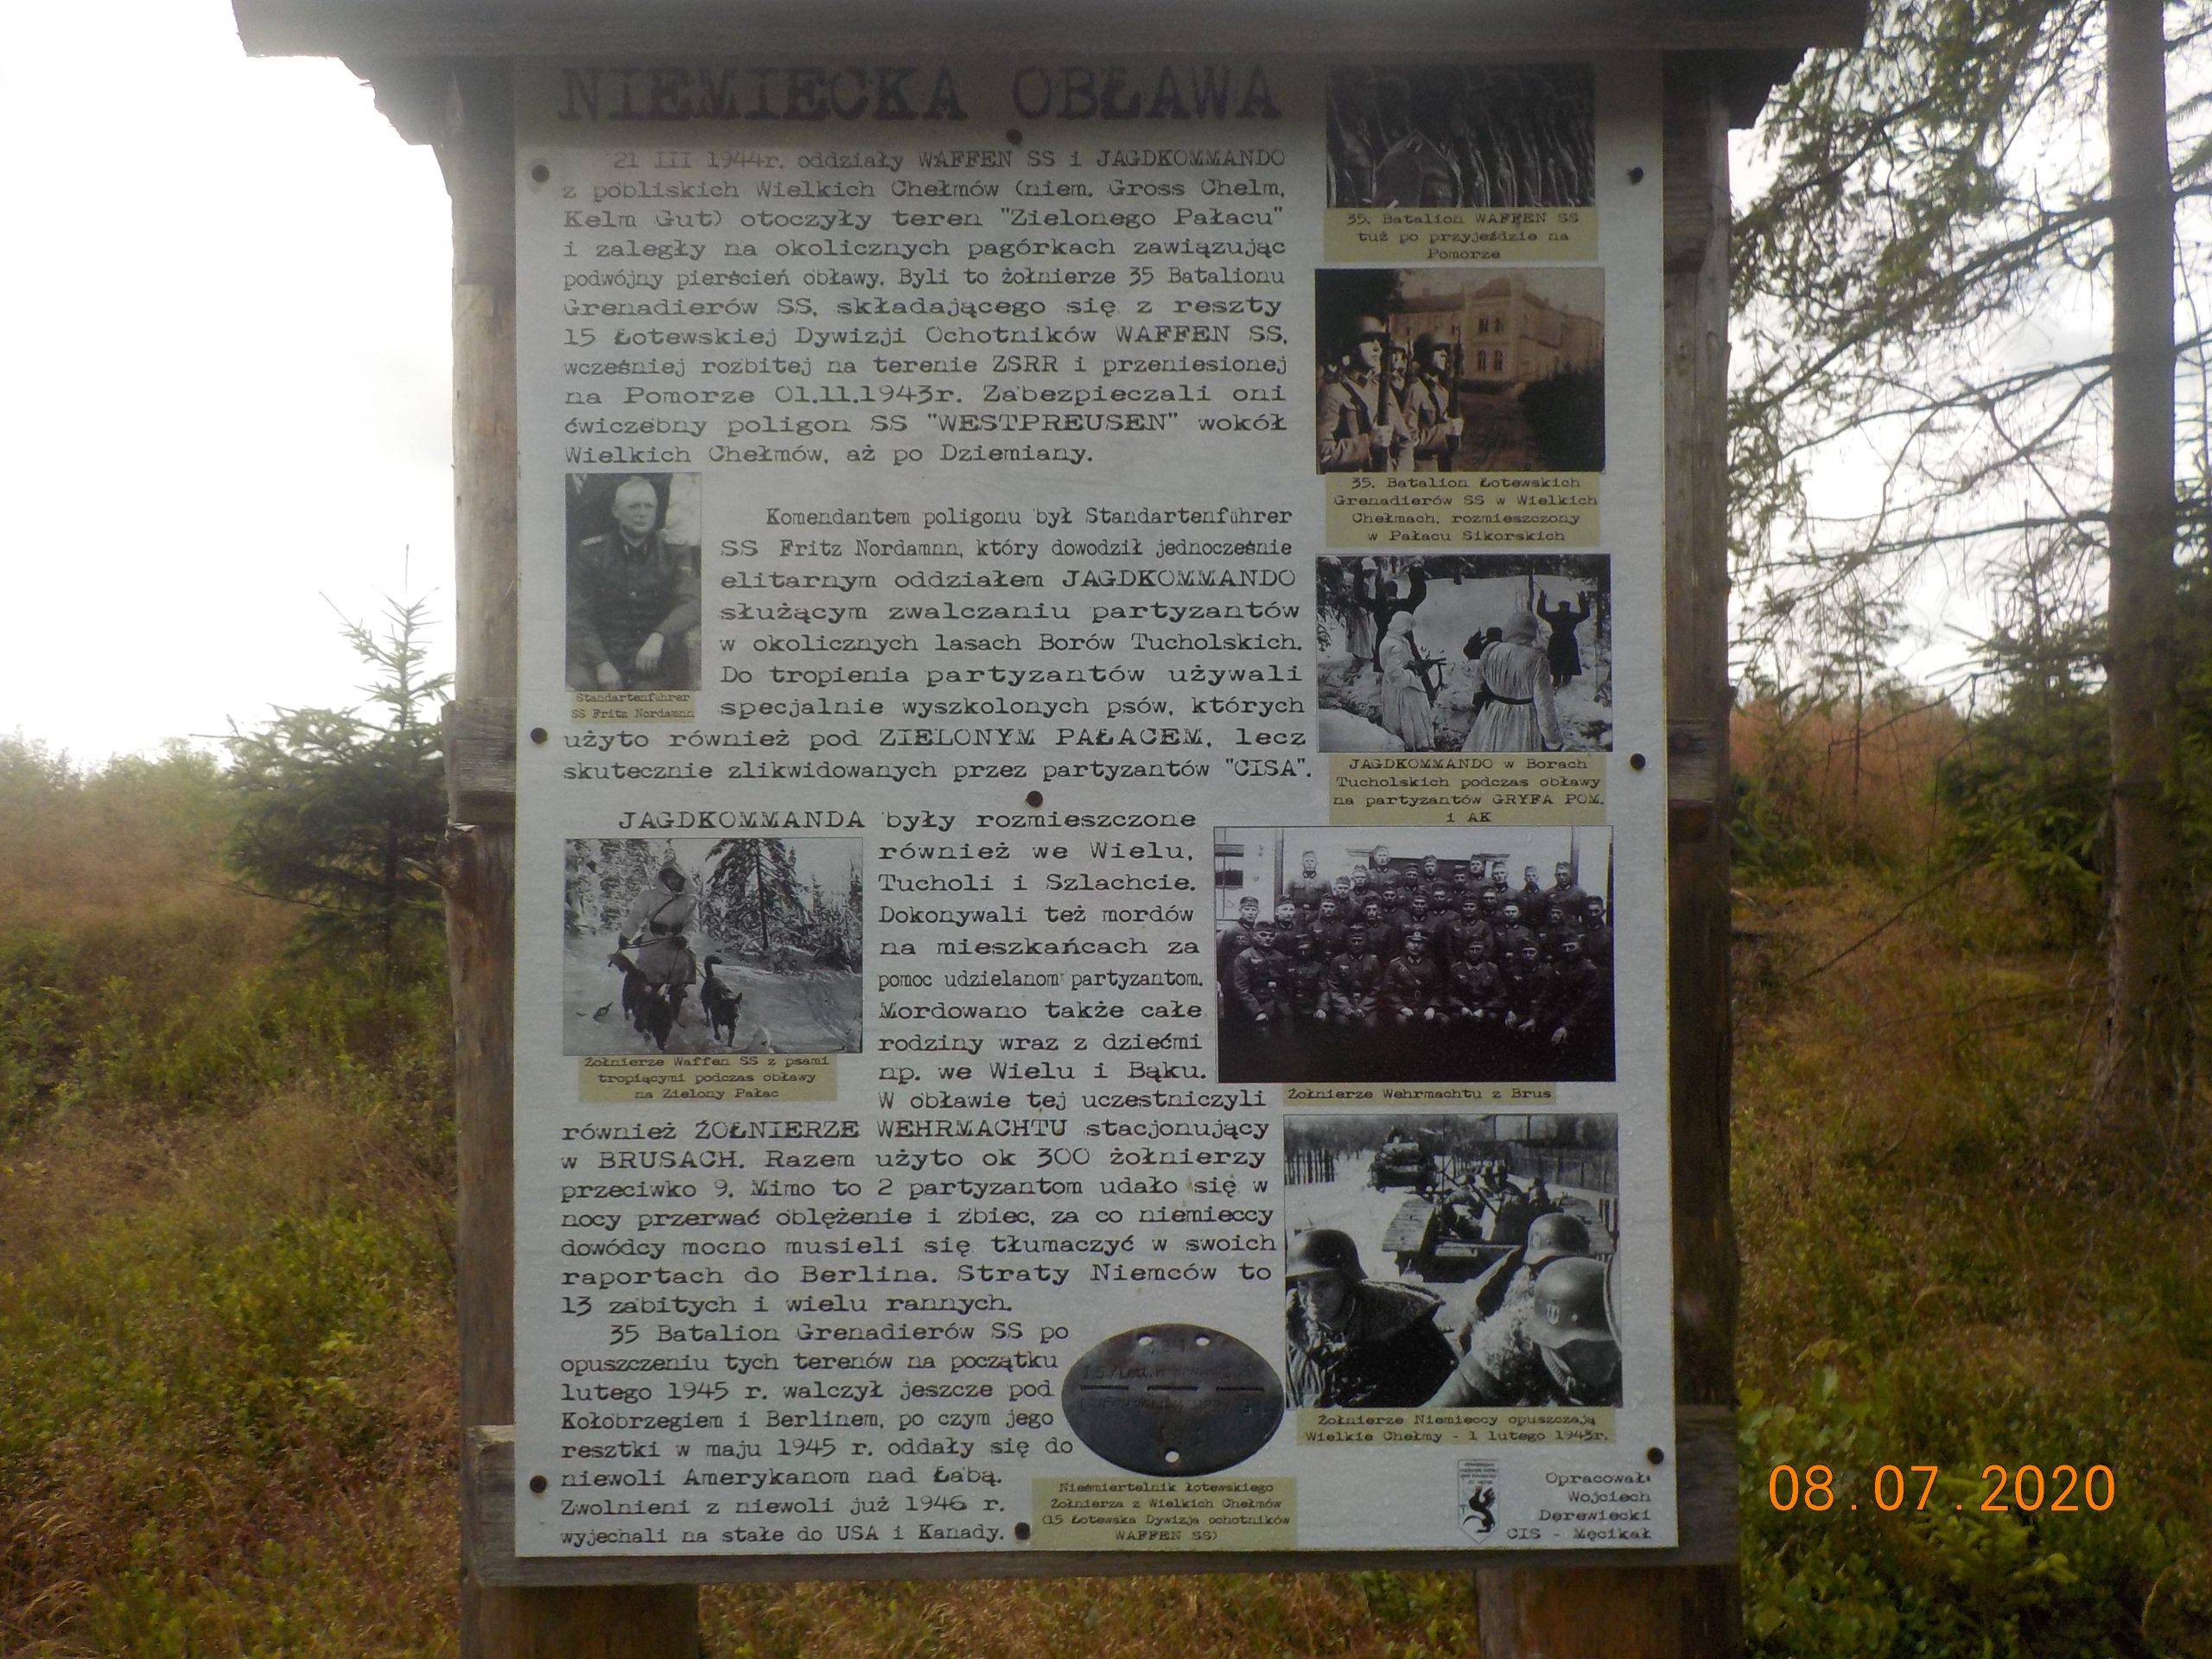 NIEMIECKA OBŁAWA
21 III 1944r. oddziały WAFFEN SS i JAGDKOMMANDO
z pobliskich Wielkich Chełmów (niem. Gross Chelm,
Kelm Gut) otoczyły teren "Zielonego Pałacu"
i zaległy na okolicznych pagórkach zawiązując
podwójny pierścień obławy. Byli to żołnierze 35 Batalionu
Grenadierów SS, składającego się z reszty
15 Łotewskiej Dywizji Ochotników WAFFEN SS,
wcześniej rozbitej na terenie ZSRR i przeniesionej
na Pomorze 01.11.1943r. Zabezpieczali oni
ćwiczebny poligon SS "WESTPREUSEN" wokół
Wielkich Chełmów, aż po Dziemiany.
Komendantem poligonu był Standartenfuhrer
SS Fritz Nordamnn, który dowodził jednocześnie
elitarnym oddziałem JAGDKOMMANDO
służącym zwalczaniu partyzantów
w okolicznych lasach Borów Tucholskich.
Do tropienia partyzantów używali
specjalnie wyszkolonych psów, których
użyto również pod ZIELONYM PAŁACEM, lecz
skutecznie zlikwidowanych przez partyzantów "CISA".
Standartenfuhrer
SS Fritz Nordamnn
JAGDKOMMANDA były rozmieszczone
również we Wielu,
Tucholi i Szlachcie.
Dokonywali też mordów
na mieszkańcach za
pomoc udzielanom partyzantom.
Mordowano także całe
rodziny wraz z dziećmi
np. we Wielu i Bąku.
W obławie tej uczestniczyli
również ŻOŁNIERZE WEHRMACHTU stacjonujący
w BRUSACH. Razem użyto ok 300 żołnierzy
przeciwko 9. Mimo to 2 partyzantom udało się w
nocy przerwać oblężenie i zbiec, za co niemieccy
dowódcy mocno musieli się tłumaczyć w swoich
raportach do Berlina. Straty Niemców to
13 zabitych i wielu rannych.
35 Batalion Grenadierów SS po
opuszczeniu tych terenów na początku
lutego 1945 r. walczył jeszcze pod
Kołobrzegiem i Berlinem, po czym jego
resztki w maju 1945 r. oddały się do
niewoli Amerykanom nad Łabą.
Zwolnieni z niewoli już 1946 r.
wyjechali na stałe do USA i Kanady.
Żołnierze Waffen SS z psami
tropiącymi podczas obławy
na Zielony Pałac
35. Batalion WAFFEN SS
tuż po przyjeździe na
Pomorze
35. Batalion Łotewskich
Grenadierów SS w Wielkich
Chełmach, rozmieszczony
w Pałacu Sikorskich
JAGDKOMMANDO w Borach
Tucholskich podczas obławy
na partyzantów GRYFA POM.
i AK
Żołnierze Wehrmachtu z Brus
Żołnierze Niemieccy opuszczają
Wielkie Chełmy - 1 lutego 1945r.
Nieśmiertelnik Łotewskiego
Żołnierza z Wielkich Chełmów
(15 Łotewska Dywizja ochotników
WAFFEN SS)
Opracował:
Wojciech
Derewiecki
CIS - Męcikał
08.07.2020